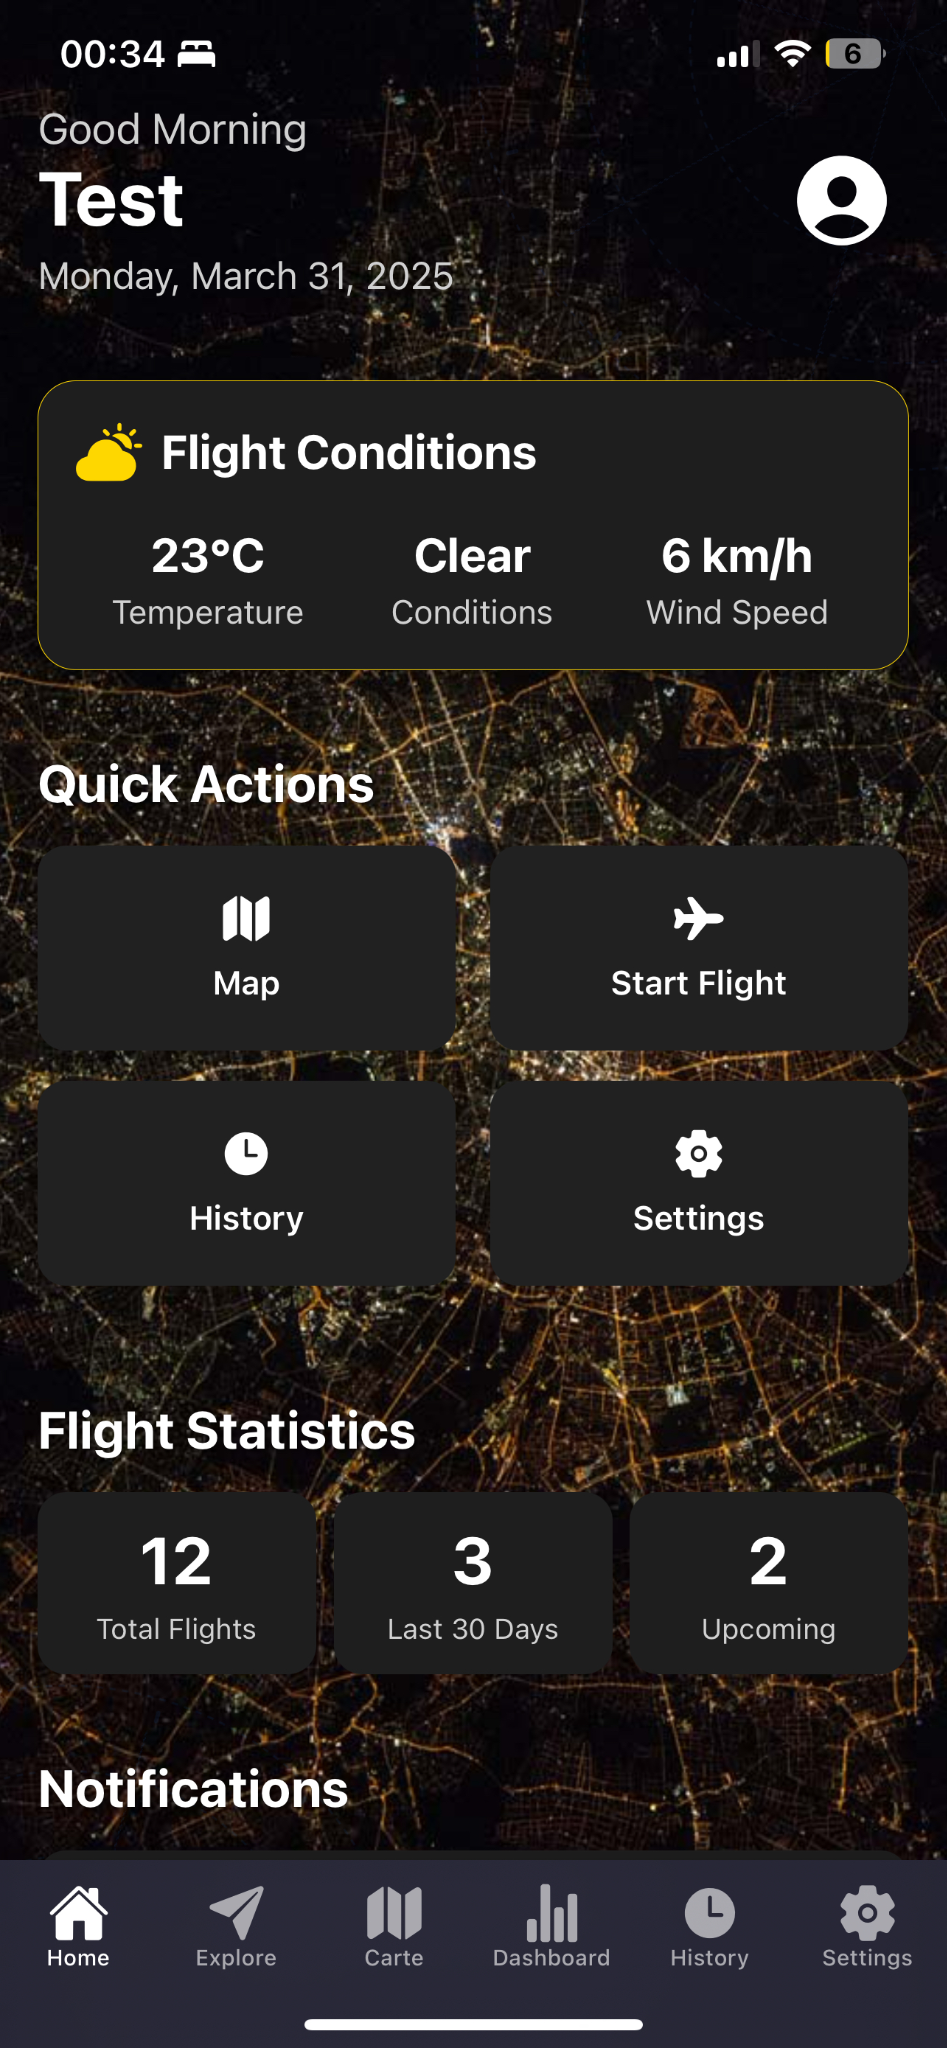 00:34
6
Good Morning
Test
Monday, March 31, 2025
Flight Conditions
23°C Clear 6 km/h
Temperature Conditions Wind Speed
Quick Actions
Map Start Flight
History Settings
Flight Statistics
12 3 2
Total Flights Last 30 Days Upcoming
Notifications
Home Explore Carte Dashboard History Settings